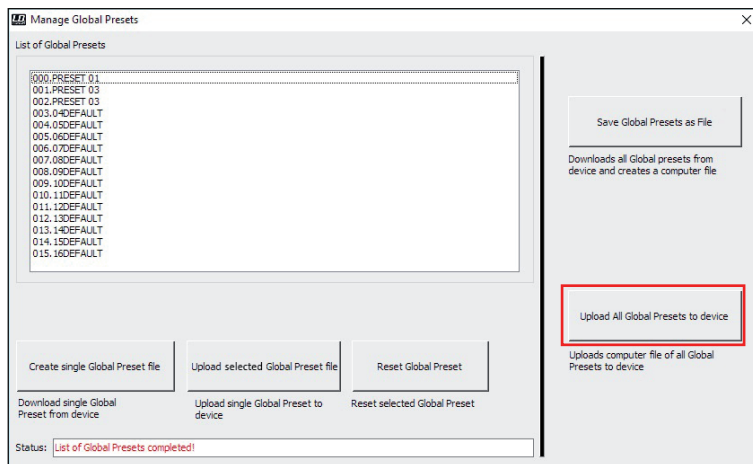 LD Manage Global Presets
List of Global Presets
000.PRESET 01
001.PRESET 03
002.PRESET 03
003.04DEFAULT
004.05DEFAULT
005.06DEFAULT
006.07DEFAULT
007.08DEFAULT
008.09DEFAULT
009.10DEFAULT
010.11DEFAULT
011.12DEFAULT
012.13DEFAULT
013.14DEFAULT
014.15DEFAULT
015.16DEFAULT
Save Global Presets as File
Downloads all Global presets from
device and creates a computer file
Upload All Global Presets to device
Uploads computer file of all Global
Presets to device
Create single Global Preset file
Download single Global
Preset from device
Upload selected Global Preset file
Upload single Global Preset to
device
Reset Global Preset
Reset selected Global Preset
Status: List of Global Presets completed!